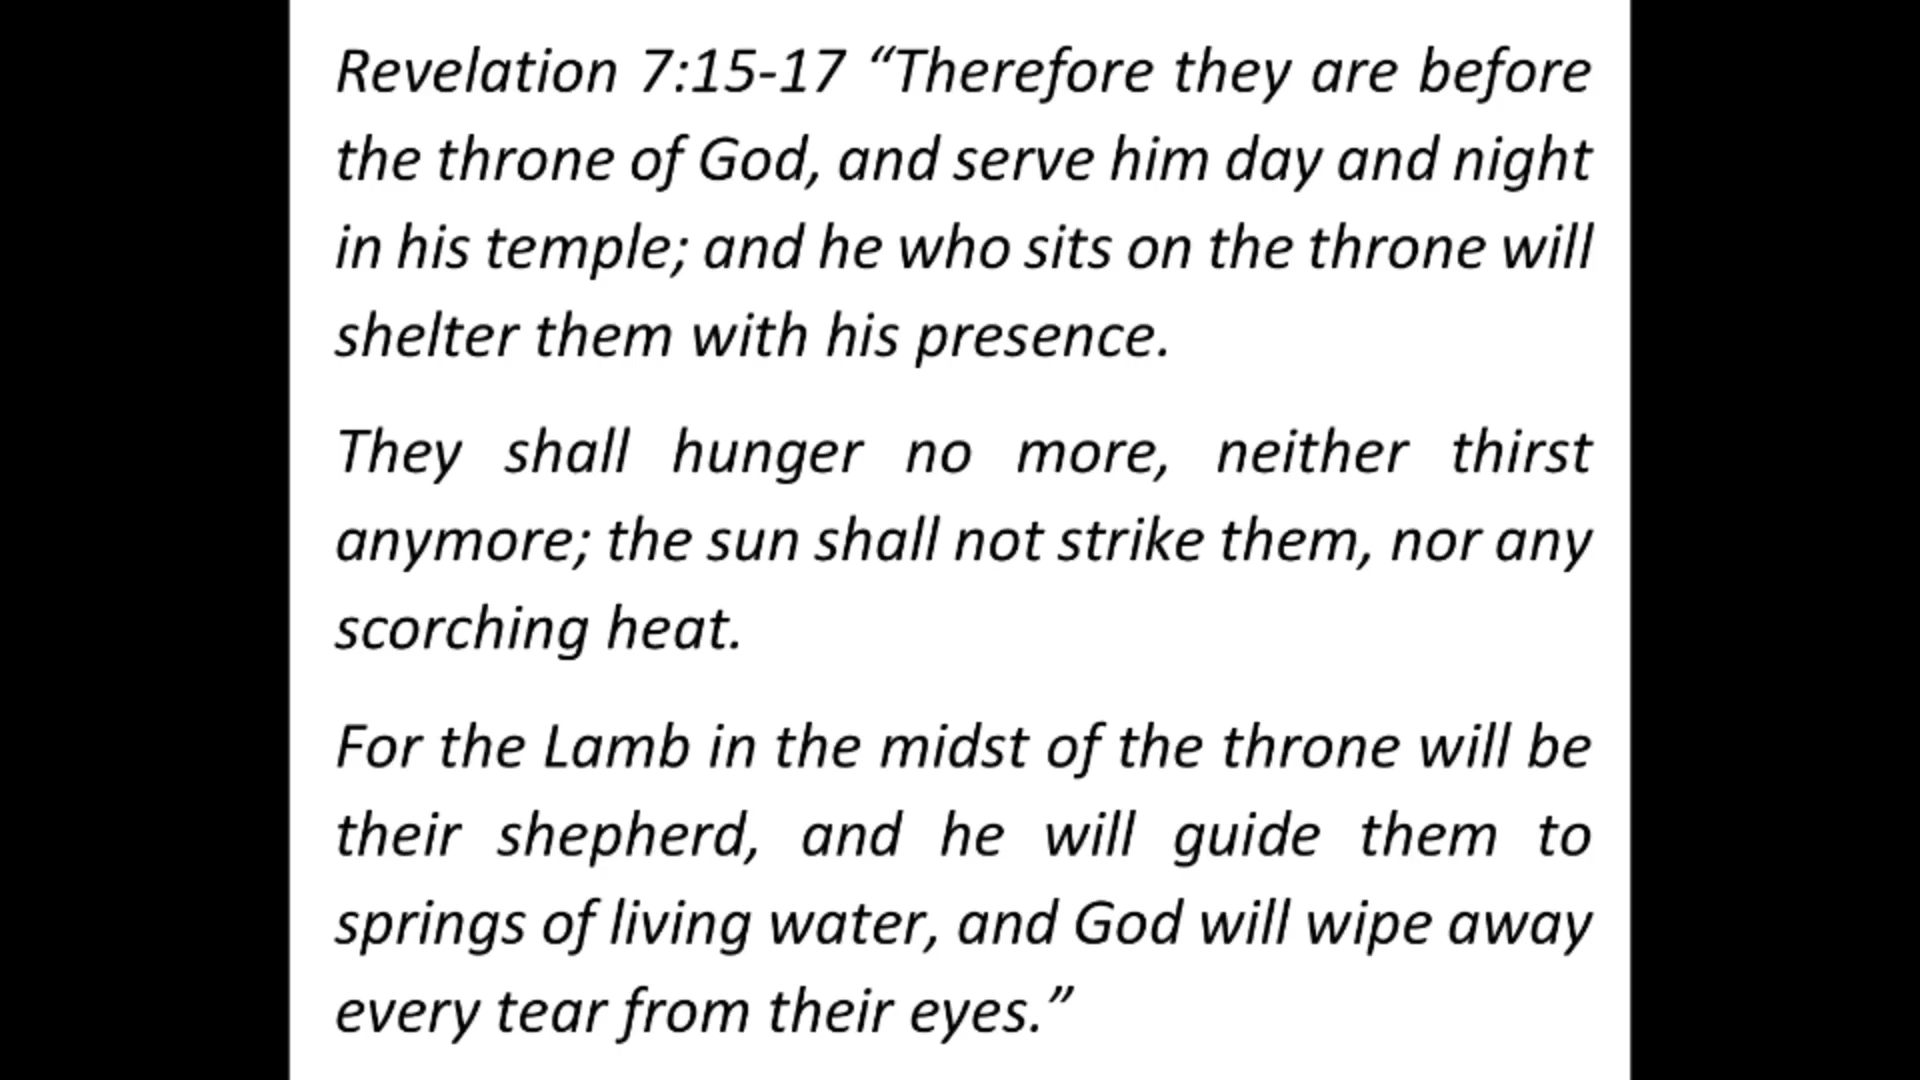 Revelation 7:15-17 “Therefore they are before
the throne of God, and serve him day and night
in his temple; and he who sits on the throne will
shelter them with his presence.
They shall hunger no more, neither thirst
anymore; the sun shall not strike them, nor any
scorching heat.
For the Lamb in the midst of the throne will be
their shepherd, and he will guide them to
springs of living water, and God will wipe away
every tear from their eyes.”